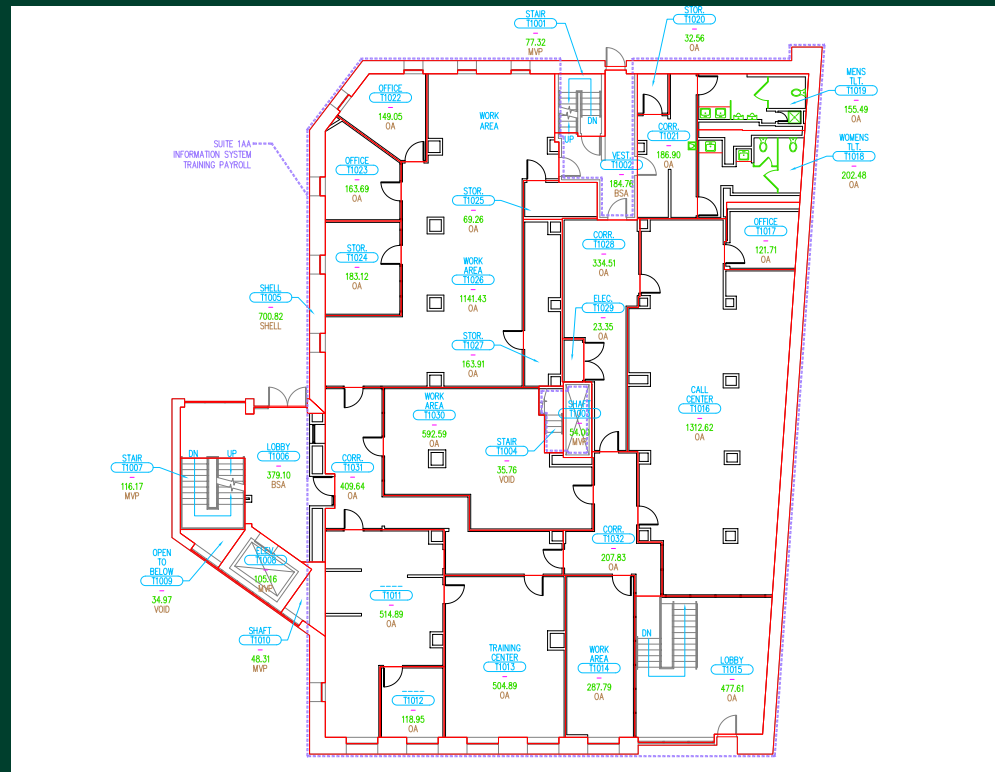 STAIR
T1001
77.32
MVP
STOR.
T1020
32.56
OA
MENS
TLT.
T1019
155.49
OA
OFFICE
T1022
149.05
OA
WORK
AREA
DN
UP
CORR.
T1021
186.90
OA
WOMENS
TLT.
T1018
202.48
OA
SUITE 1AA
INFORMATION SYSTEM
TRAINING PAYROLL
OFFICE
T1023
163.69
OA
VEST.
T1002
184.76
BSA
STOR.
T1025
69.26
OA
OFFICE
T1017
121.71
OA
STOR.
T1024
183.12
OA
CORR.
T1028
334.51
OA
WORK
AREA
T1026
1141.43
OA
SHELL
T1005
700.82
SHELL
ELEC.
T1029
23.35
OA
STOR.
T1027
163.91
OA
CALL
CENTER
T1016
1312.62
OA
WORK
AREA
T1030
592.59
OA
SHAFT
STAIR
T1004
35.76
VOID
LOBBY
T1006
379.10
BSA
DN
UP
STAIR
T1007
116.17
MVP
CORR.
T1031
409.64
OA
CORR.
T1032
207.83
OA
OPEN
TO
BELOW
T1009
34.97
VOID
ELEV.
T1008
105.16
MVP
T1011
514.89
OA
SHAFT
T1010
48.31
MVP
TRAINING
CENTER
T1013
504.89
OA
WORK
AREA
T1014
287.79
OA
DN
LOBBY
T1015
477.61
OA
T1012
118.95
OA